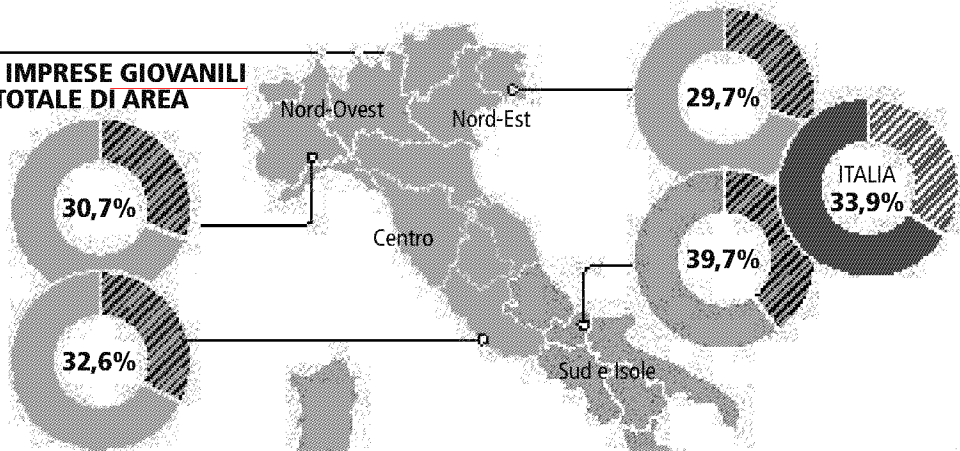 IMPRESE GIOVANILI
TOTALE DI AREA
Nord-Ovest
Nord-Est
29,7%
ITALIA
33,9%
30,7%
Centro
39,7%
32,6%
Sud e Isole